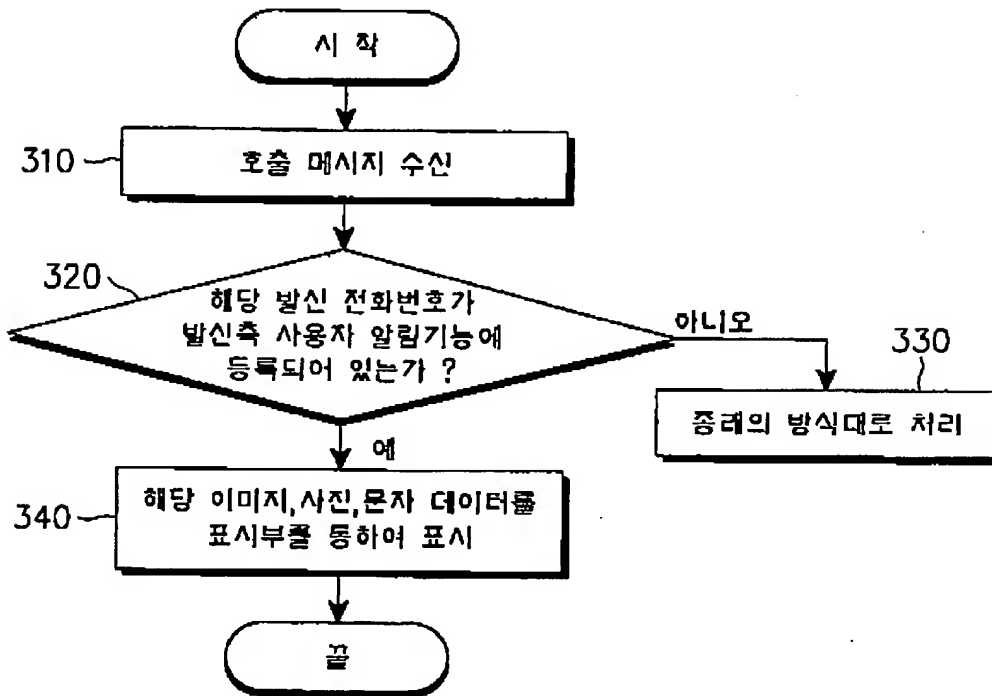 시 작
310
호출 메시지 수신
320
해당 발신 전화번호가
발신측 사용자 알림기능에
등록되어 있는가 ?
아니오
330
종래의 방식대로 처리
예
340
해당 이미지,사진,문자 데이터를
표시부를 통하여 표시
끝